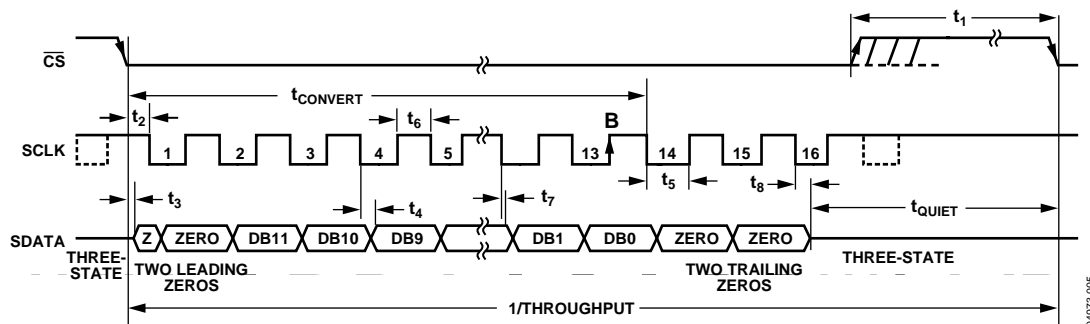 t1
CS
tCONVERT
t2
t6
B
SCLK
1 2 3 4 5 13 14 15 16
t3
t4
t7
t5
t8
tQUIET
SDATA
Z ZERO DB11 DB10 DB9 DB1 DB0 ZERO ZERO
THREE-
STATE
TWO LEADING
ZEROS
TWO TRAILING
ZEROS
THREE-STATE
1/THROUGHPUT